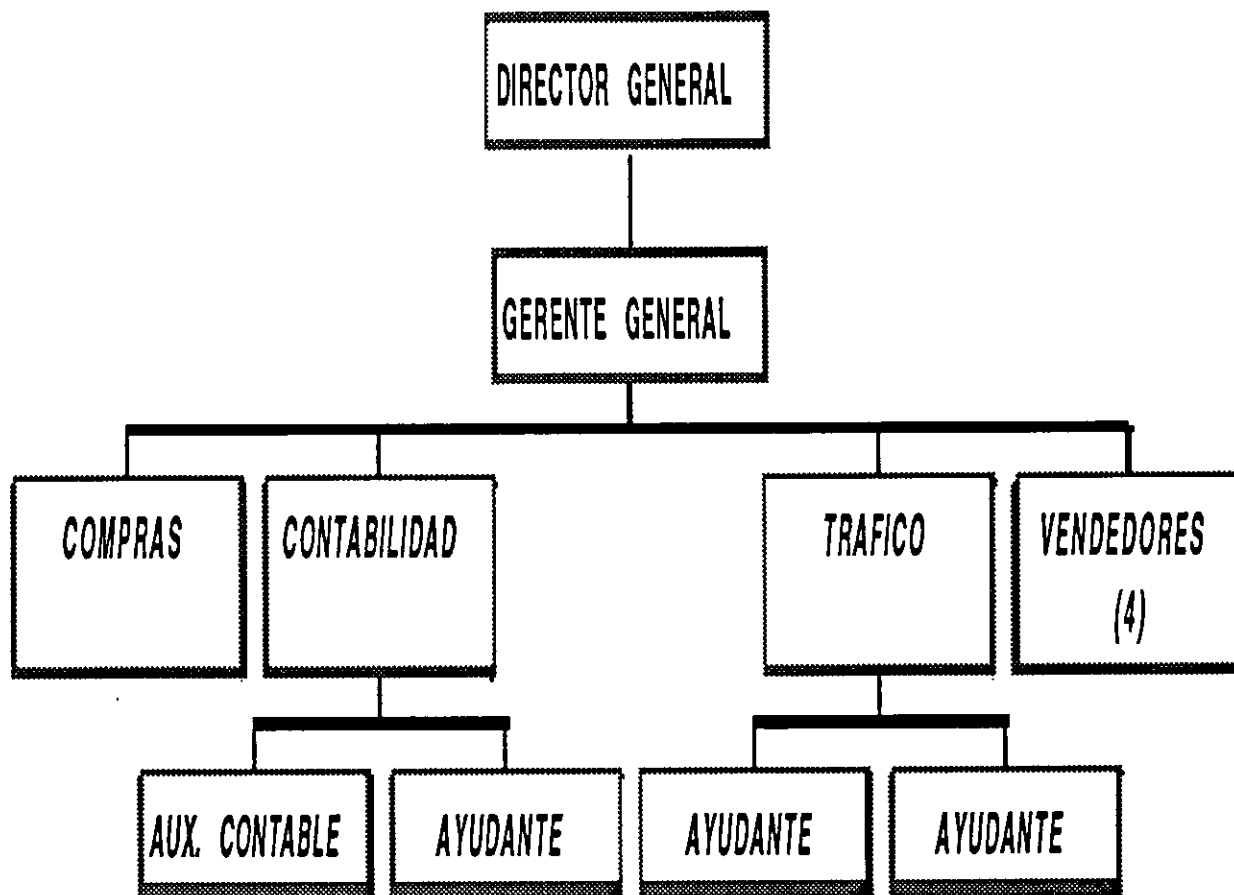 DIRECTOR GENERAL
GERENTE GENERAL
COMPRAS
CONTABILIDAD
TRAFICO
VENDEDORES
(4)
AUX. CONTABLE
AYUDANTE
AYUDANTE
AYUDANTE